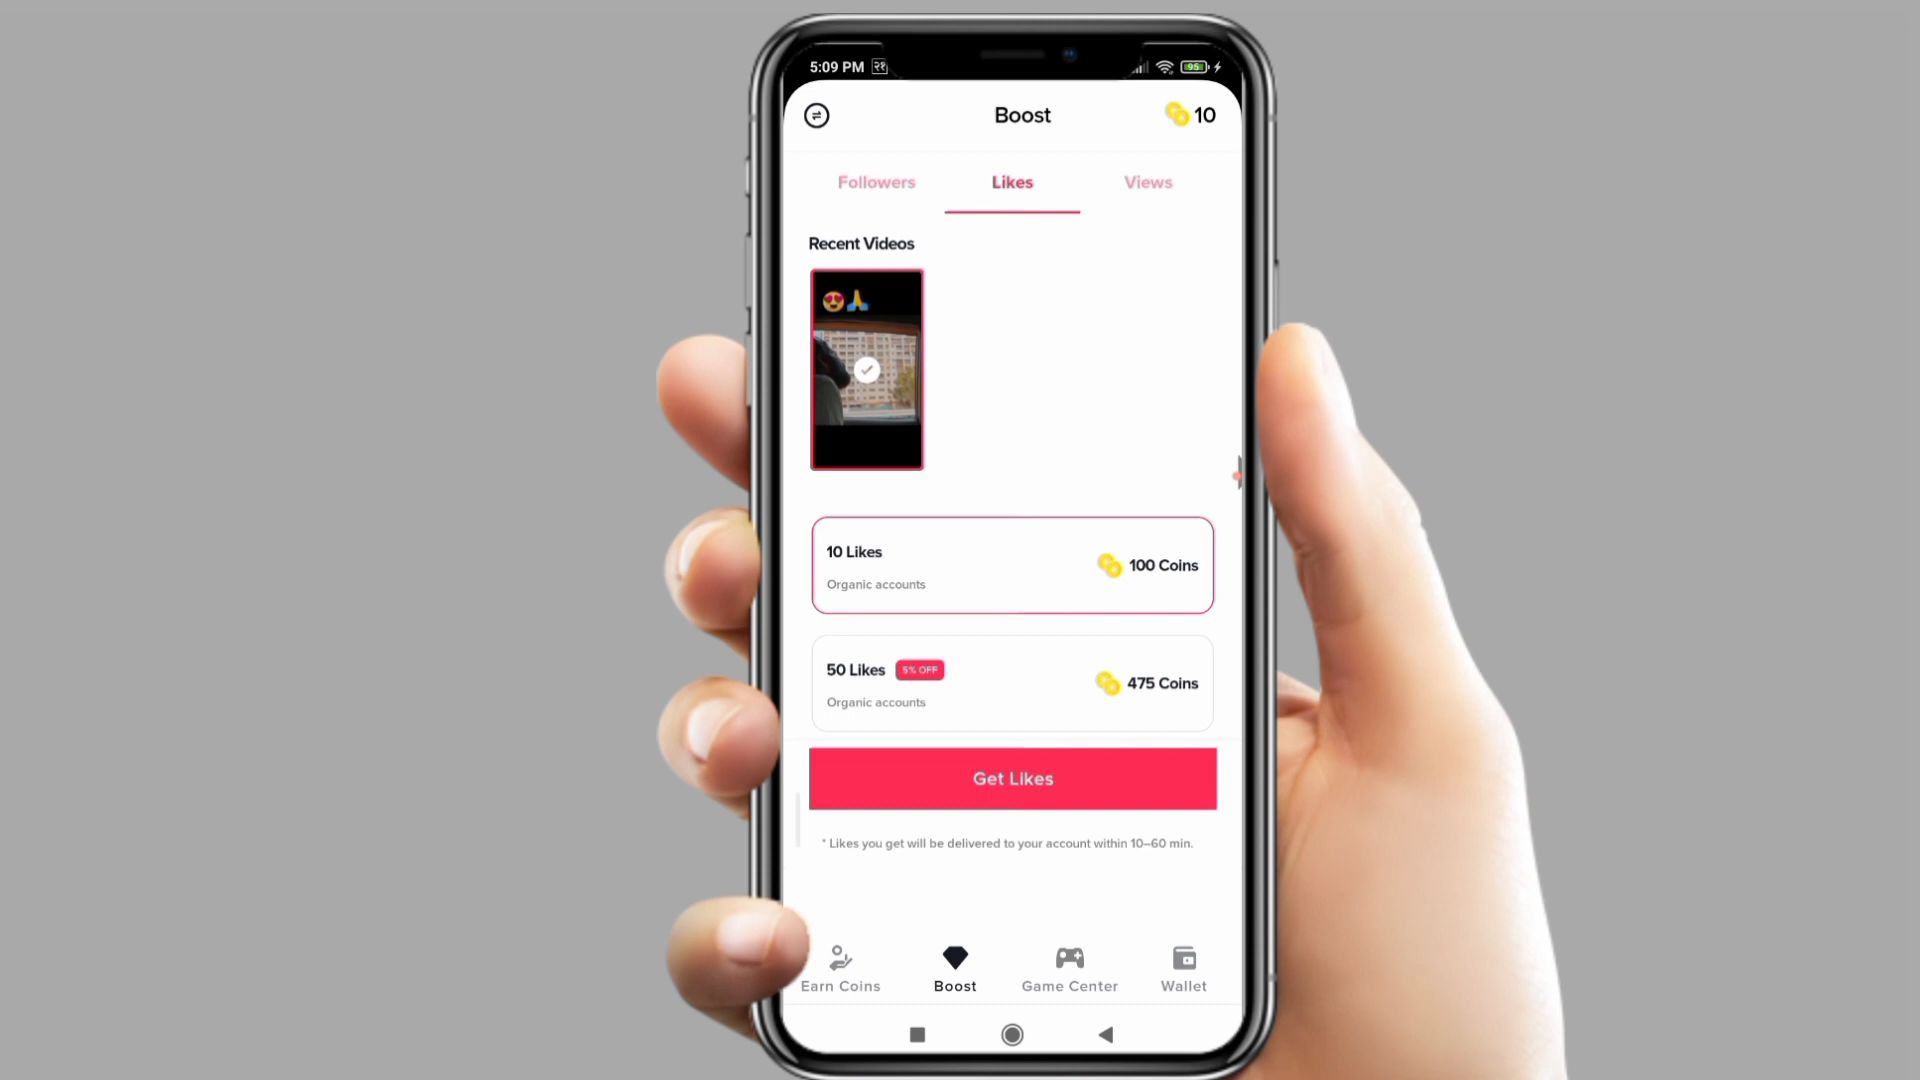 5:09 PM
95
Boost
10
Followers
Likes
Views
Recent Videos
10 Likes
100 Coins
Organic accounts
50 Likes
5% OFF
475 Coins
Organic accounts
Get Likes
* Likes you get will be delivered to your account within 10–60 min.
Earn Coins
Boost
Game Center
Wallet